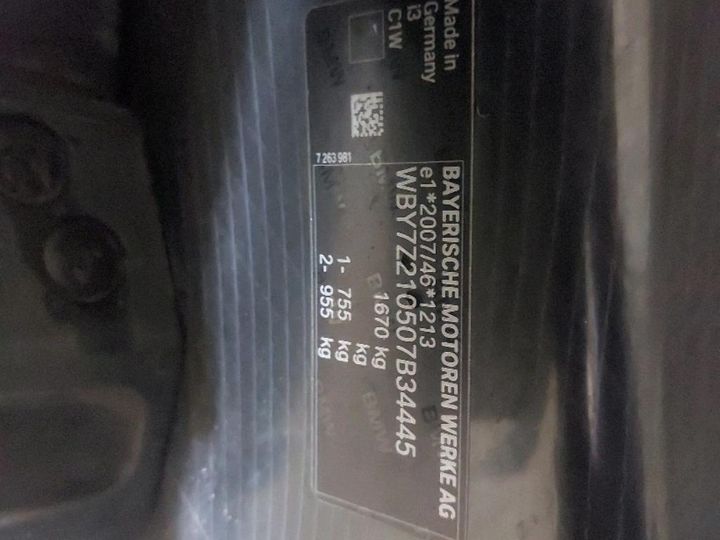 BAYERISCHE MOTOREN WERKE AG
e1*2007/46*1213
WBY7Z210507B34445
1670 kg
kg
1- 755 kg
2- 955 kg
7 263 981
Made in
Germany
i3
C1W